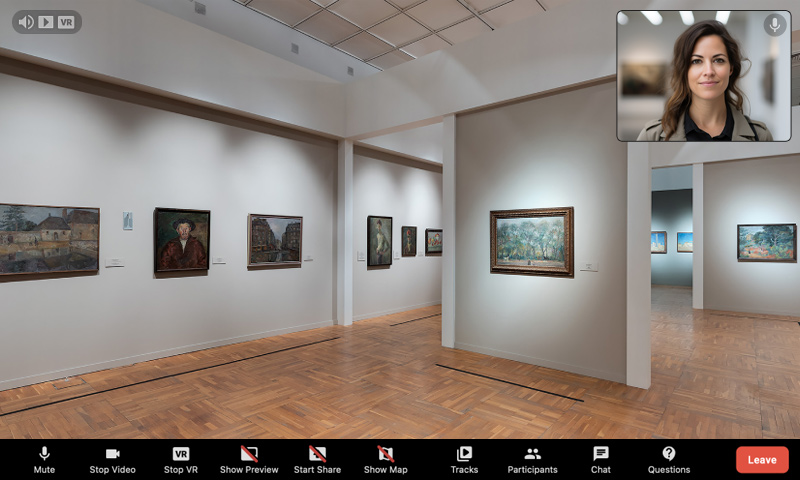 VR
VR
Mute
Stop Video
Stop VR
Show Preview
Start Share
Show Map
Tracks
Participants
Chat
Questions
Leave